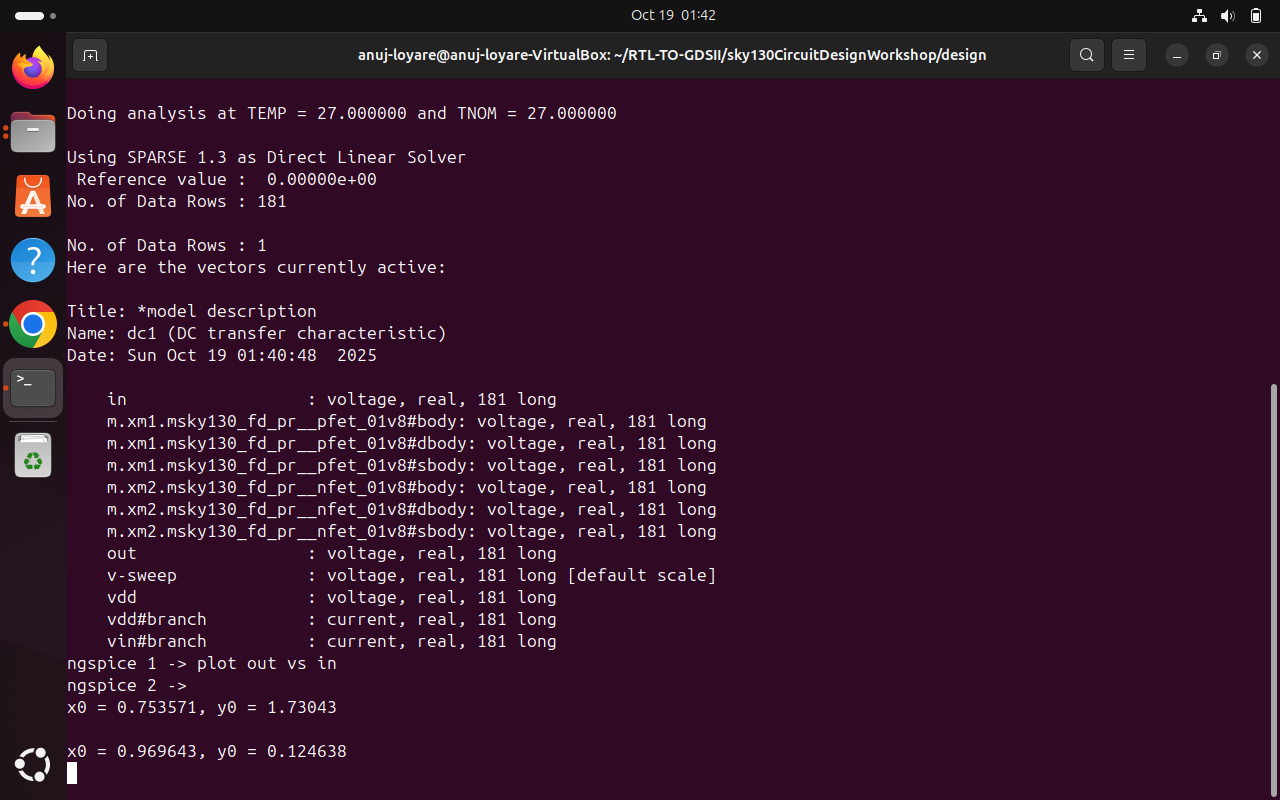 Oct 19 01:42
anuj-loyare@anuj-loyare-VirtualBox: ~/RTL-TO-GDSII/sky130CircuitDesignWorkshop/design
Doing analysis at TEMP = 27.000000 and TNOM = 27.000000
Using SPARSE 1.3 as Direct Linear Solver
Reference value :  0.00000e+00
No. of Data Rows : 181
No. of Data Rows : 1
Here are the vectors currently active:
Title: *model description
Name: dc1 (DC transfer characteristic)
Date: Sun Oct 19 01:40:48  2025
in                  : voltage, real, 181 long
m.xm1.msky130_fd_pr__pfet_01v8#body: voltage, real, 181 long
m.xm1.msky130_fd_pr__pfet_01v8#dbody: voltage, real, 181 long
m.xm1.msky130_fd_pr__pfet_01v8#sbody: voltage, real, 181 long
m.xm2.msky130_fd_pr__nfet_01v8#body: voltage, real, 181 long
m.xm2.msky130_fd_pr__nfet_01v8#dbody: voltage, real, 181 long
m.xm2.msky130_fd_pr__nfet_01v8#sbody: voltage, real, 181 long
out                 : voltage, real, 181 long
v-sweep             : voltage, real, 181 long [default scale]
vdd                 : voltage, real, 181 long
vdd#branch          : current, real, 181 long
vin#branch          : current, real, 181 long
ngspice 1 -> plot out vs in
ngspice 2 ->
x0 = 0.753571, y0 = 1.73043
x0 = 0.969643, y0 = 0.124638